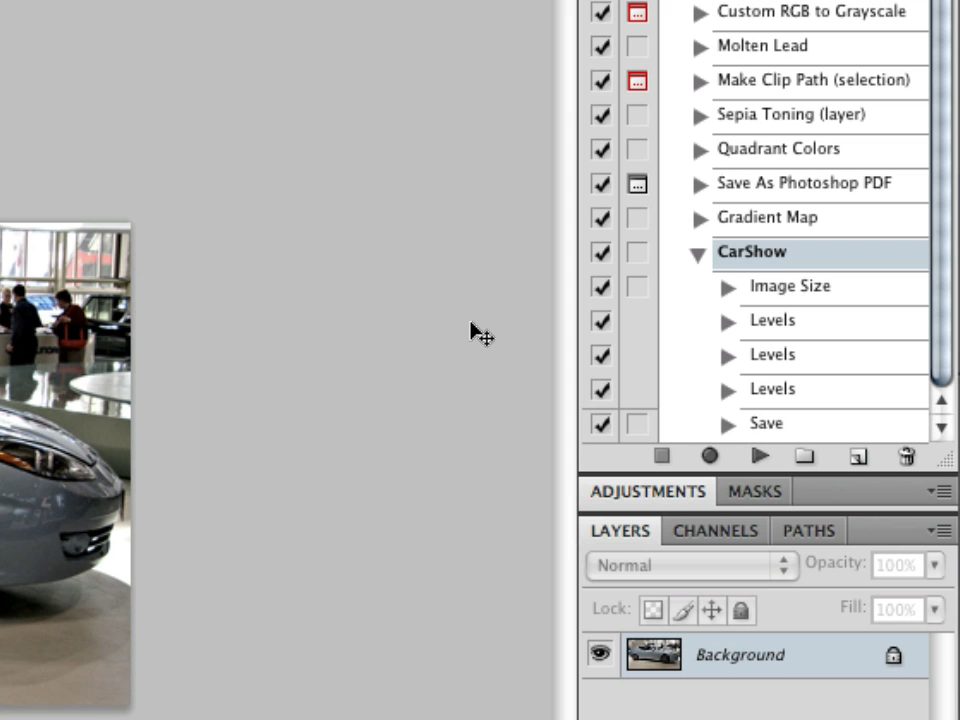 Custom RGB to Grayscale
Molten Lead
Make Clip Path (selection)
Sepia Toning (layer)
Quadrant Colors
Save As Photoshop PDF
Gradient Map
CarShow
Image Size
Levels
Levels
Levels
Save
ADJUSTMENTS MASKS
LAYERS CHANNELS PATHS
Normal Opacity: 100%
Lock: Fill: 100%
Background